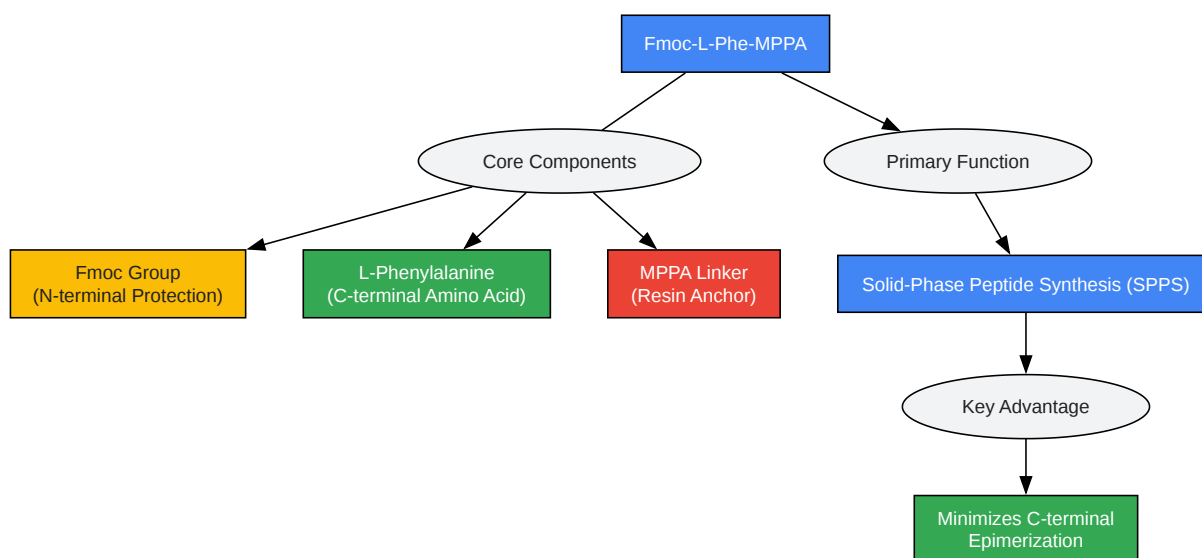 Fmoc-L-Phe-MPPA
Core Components
Primary Function
Fmoc Group
(N-terminal Protection)
L-Phenylalanine
(C-terminal Amino Acid)
MPPA Linker
(Resin Anchor)
Solid-Phase Peptide Synthesis (SPPS)
Key Advantage
Minimizes C-terminal
Epimerization